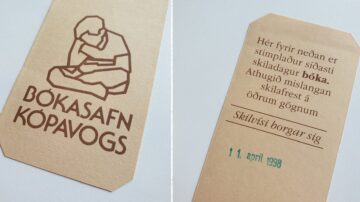 BÓKASAFN
KÓPAVOGS
Hér fyrir neðan er
stimplaður síðasti
skiladagur bóka.
Athugið mislangan
skilafrest á
öðrum gögnum
Skilvísi borgar sig
11. apríl 1998